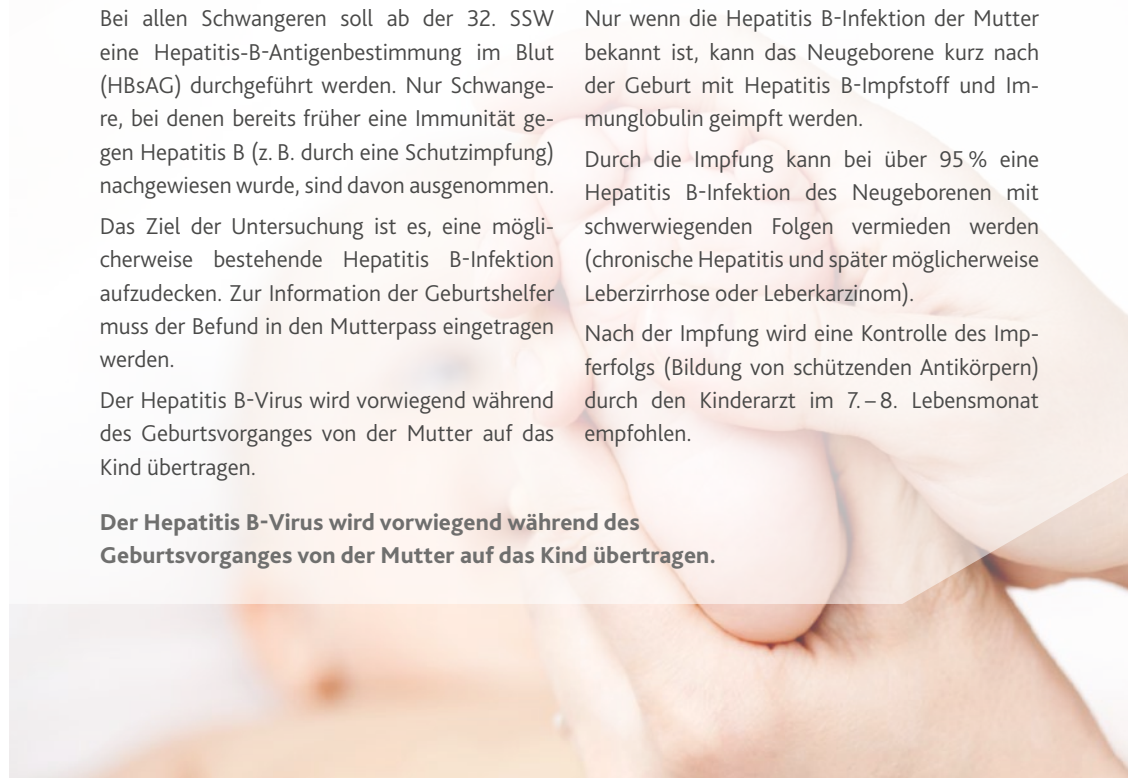 Bei allen Schwangeren soll ab der 32. SSW
eine Hepatitis-B-Antigenbestimmung im Blut
(HBsAG) durchgeführt werden. Nur Schwange-
re, bei denen bereits früher eine Immunität ge-
gen Hepatitis B (z. B. durch eine Schutzimpfung)
nachgewiesen wurde, sind davon ausgenommen.
Das Ziel der Untersuchung ist es, eine mögli-
cherweise bestehende Hepatitis B-Infektion
aufzudecken. Zur Information der Geburtshelfer
muss der Befund in den Mutterpass eingetragen
werden.
Der Hepatitis B-Virus wird vorwiegend während
des Geburtsvorganges von der Mutter auf das
Kind übertragen.
Nur wenn die Hepatitis B-Infektion der Mutter
bekannt ist, kann das Neugeborene kurz nach
der Geburt mit Hepatitis B-Impfstoff und Im-
munglobulin geimpft werden.
Durch die Impfung kann bei über 95 % eine
Hepatitis B-Infektion des Neugeborenen mit
schwerwiegenden Folgen vermieden werden
(chronische Hepatitis und später möglicherweise
Leberzirrhose oder Leberkarzinom).
Nach der Impfung wird eine Kontrolle des Imp-
ferfolgs (Bildung von schützenden Antikörpern)
durch den Kinderarzt im 7. – 8. Lebensmonat
empfohlen.
Der Hepatitis B-Virus wird vorwiegend während des
Geburtsvorganges von der Mutter auf das Kind übertragen.